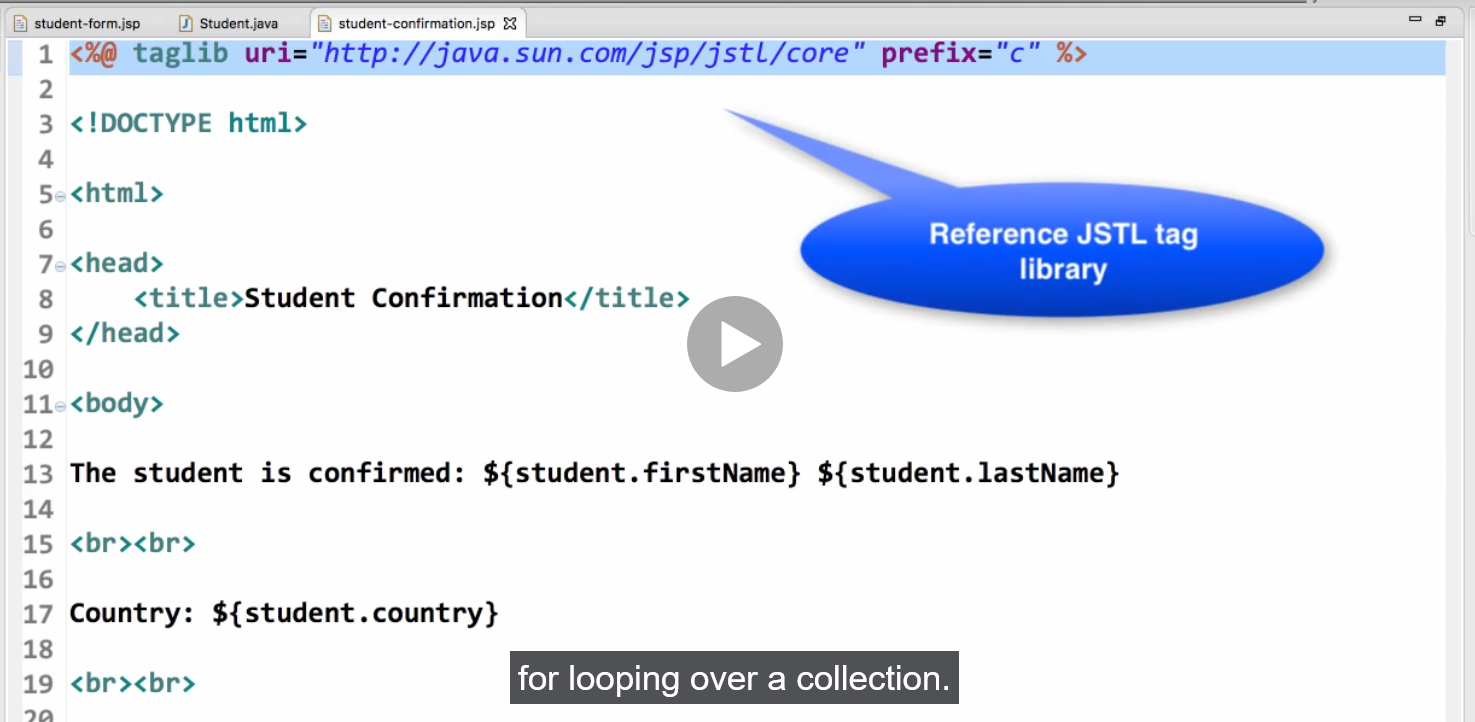 student-form.jsp Student.java student-confirmation.jsp
1 <%@ taglib uri="http://java.sun.com/jsp/jstl/core" prefix="c" %>
2
3 <!DOCTYPE html>
4
5 <html>
6
7 <head>
8 <title>Student Confirmation</title>
9 </head>
10
11 <body>
12
13 The student is confirmed: ${student.firstName} ${student.lastName}
14
15 <br><br>
16
17 Country: ${student.country}
18
19 <br><br>
20
Reference JSTL tag
library
for looping over a collection.